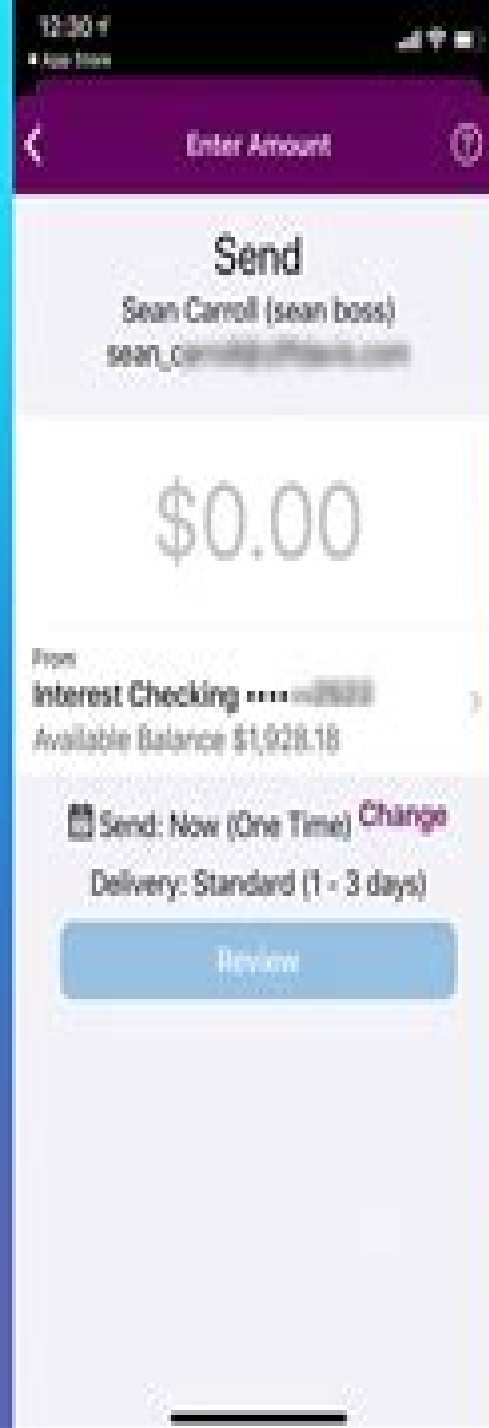 12:30
App Store
Enter Amount
Send
Sean Carroll (sean boss)
sean_c
$0.00
From
Interest Checking ••••
Available Balance $1,928.18
Send: Now (One Time) Change
Delivery: Standard (1 - 3 days)
Review